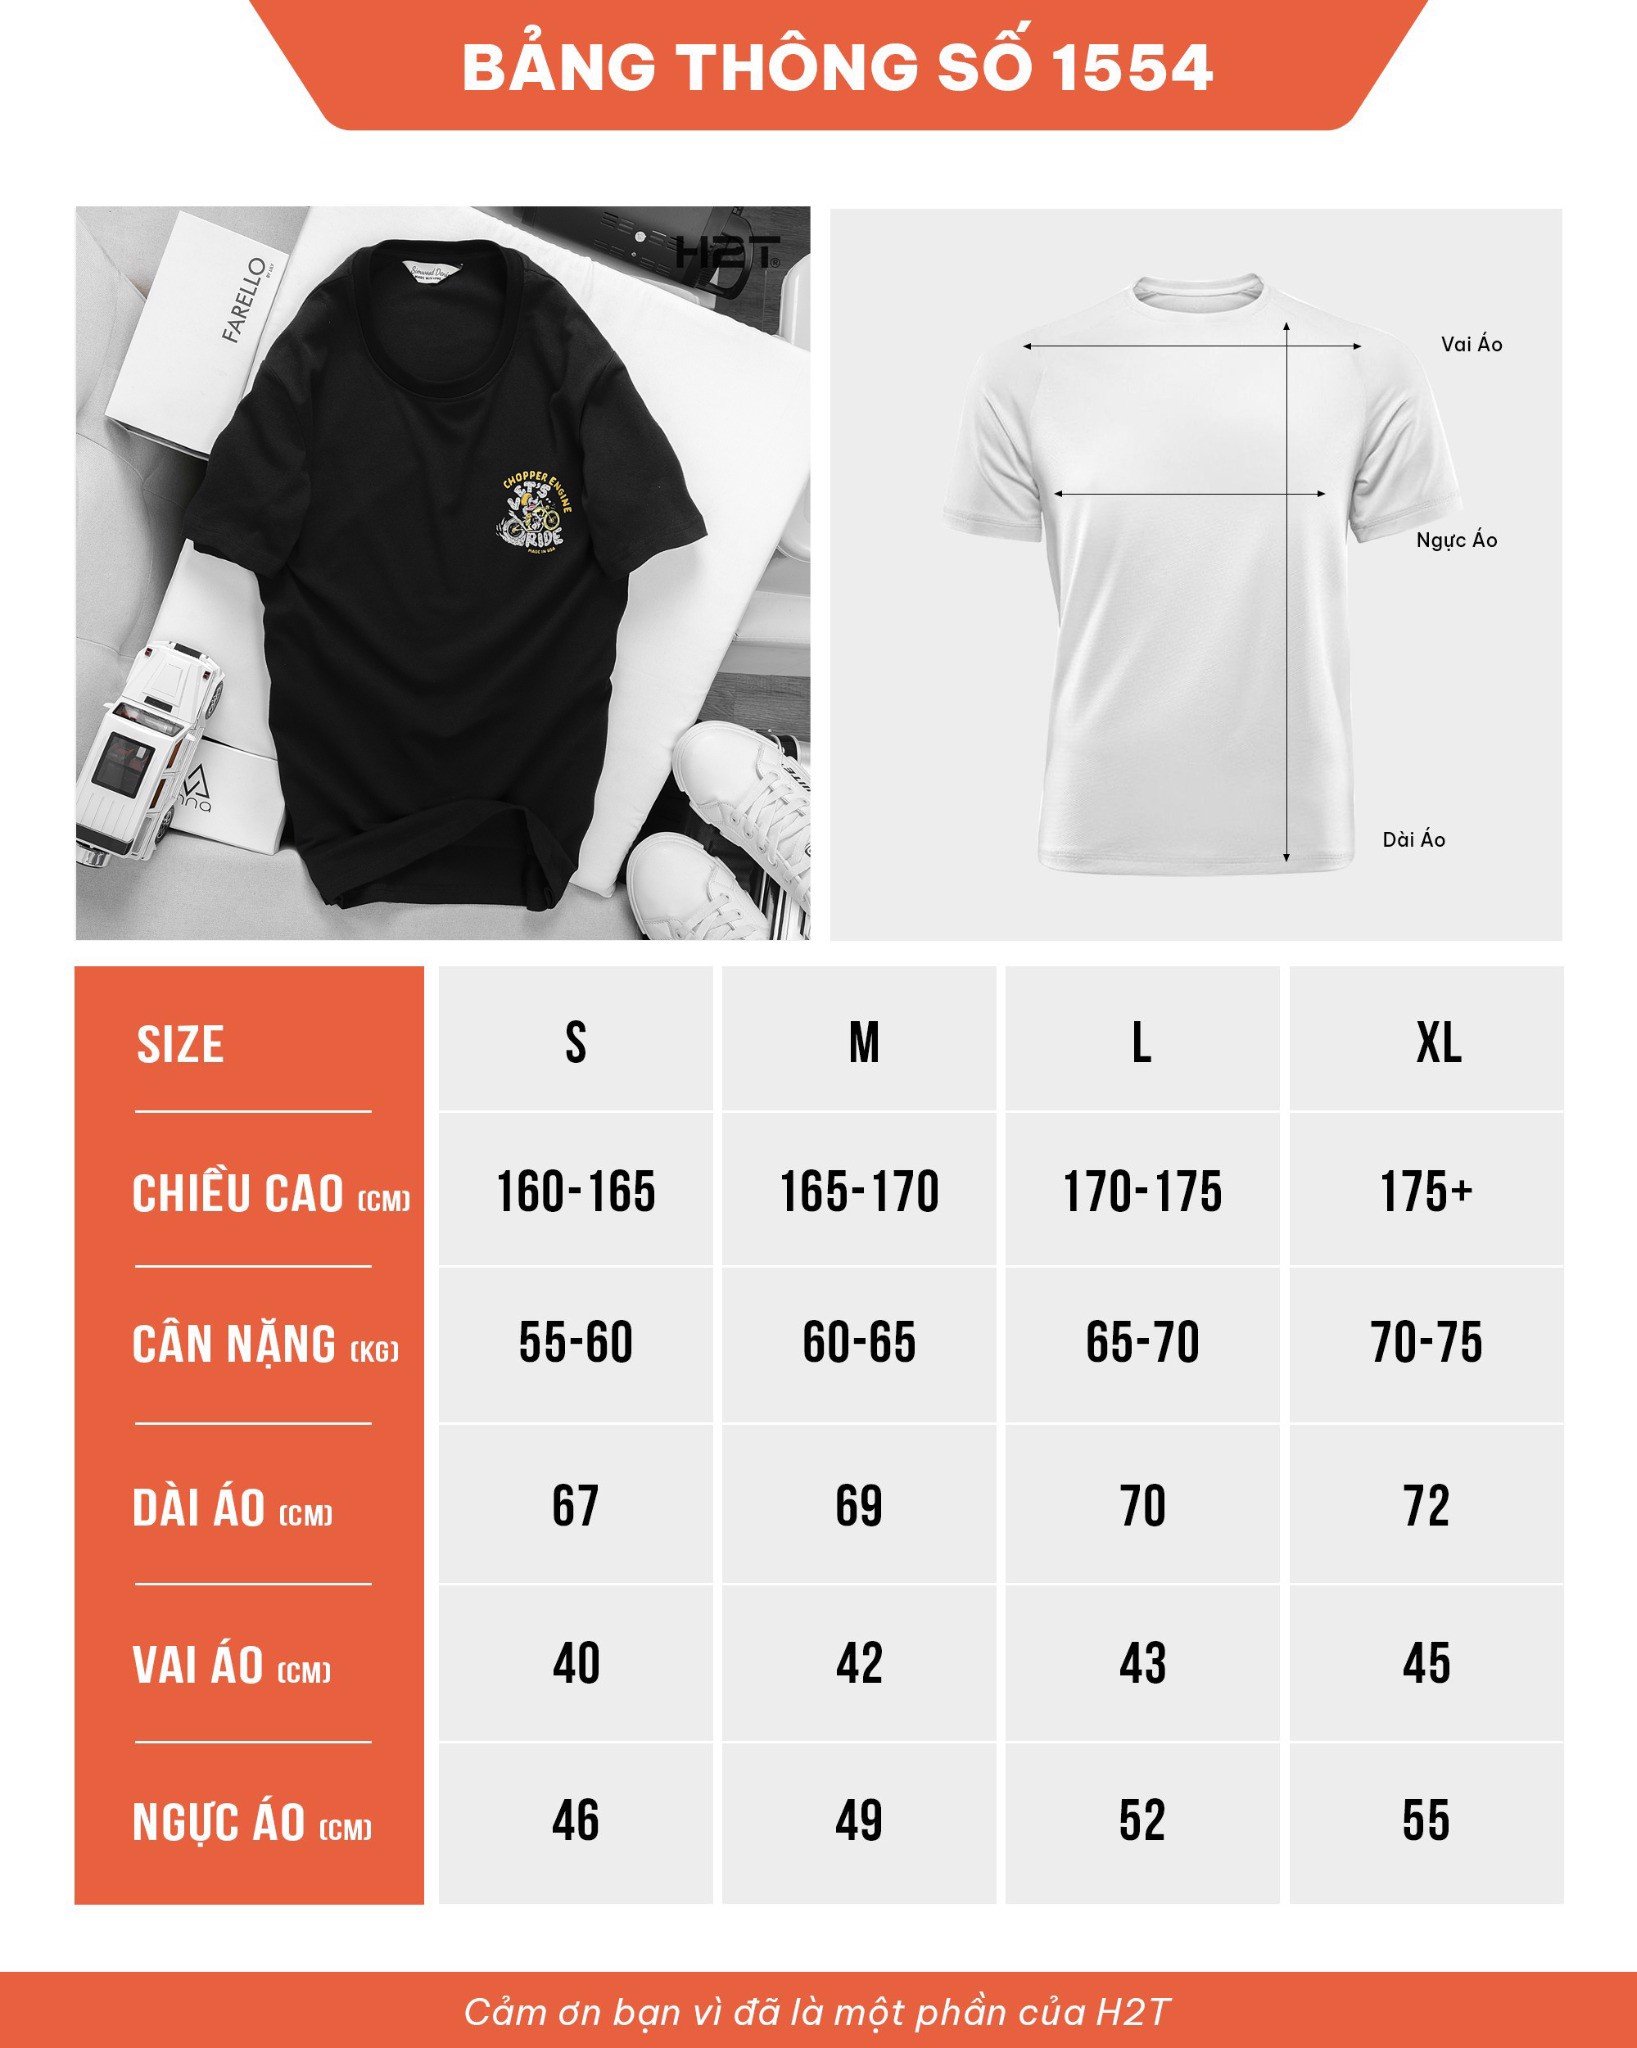 BẢNG THÔNG SỐ 1554
H2T®
FARELLO
BY LILY
CHOPPER ENGINE
LET'S
RIDE
MADE IN USA
Vai Áo
Ngực Áo
Dài Áo
SIZE S M L XL
CHIỀU CAO (CM) 160-165 165-170 170-175 175+
CÂN NẶNG (KG) 55-60 60-65 65-70 70-75
DÀI ÁO (CM) 67 69 70 72
VAI ÁO (CM) 40 42 43 45
NGỰC ÁO (CM) 46 49 52 55
Cảm ơn bạn vì đã là một phần của H2T